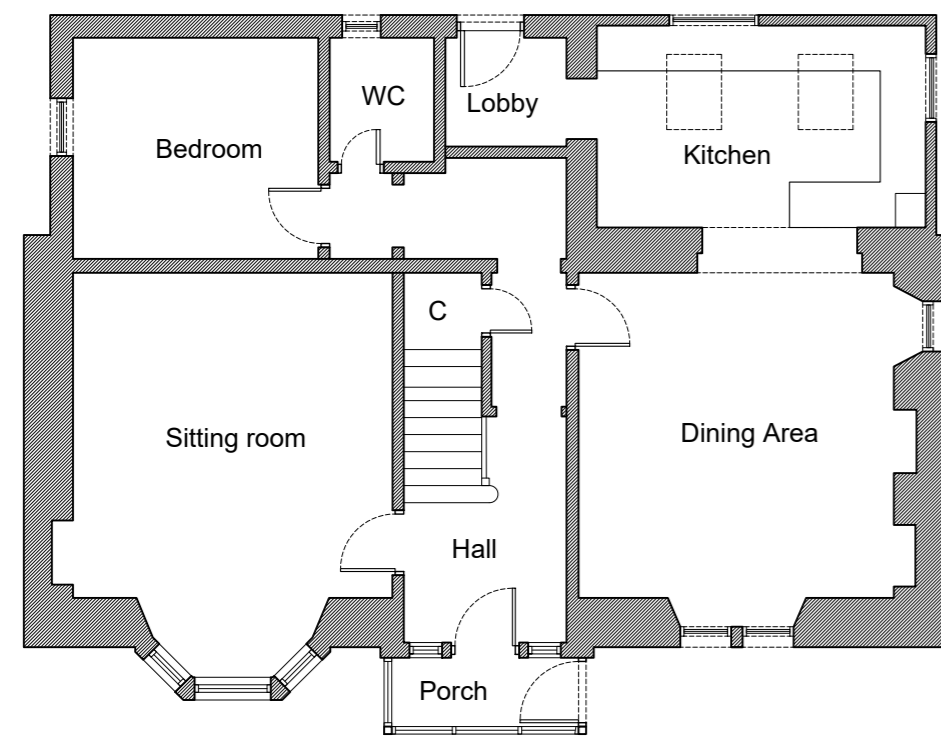 WC
Lobby
Bedroom
Kitchen
C
Sitting room
Dining Area
Hall
Porch